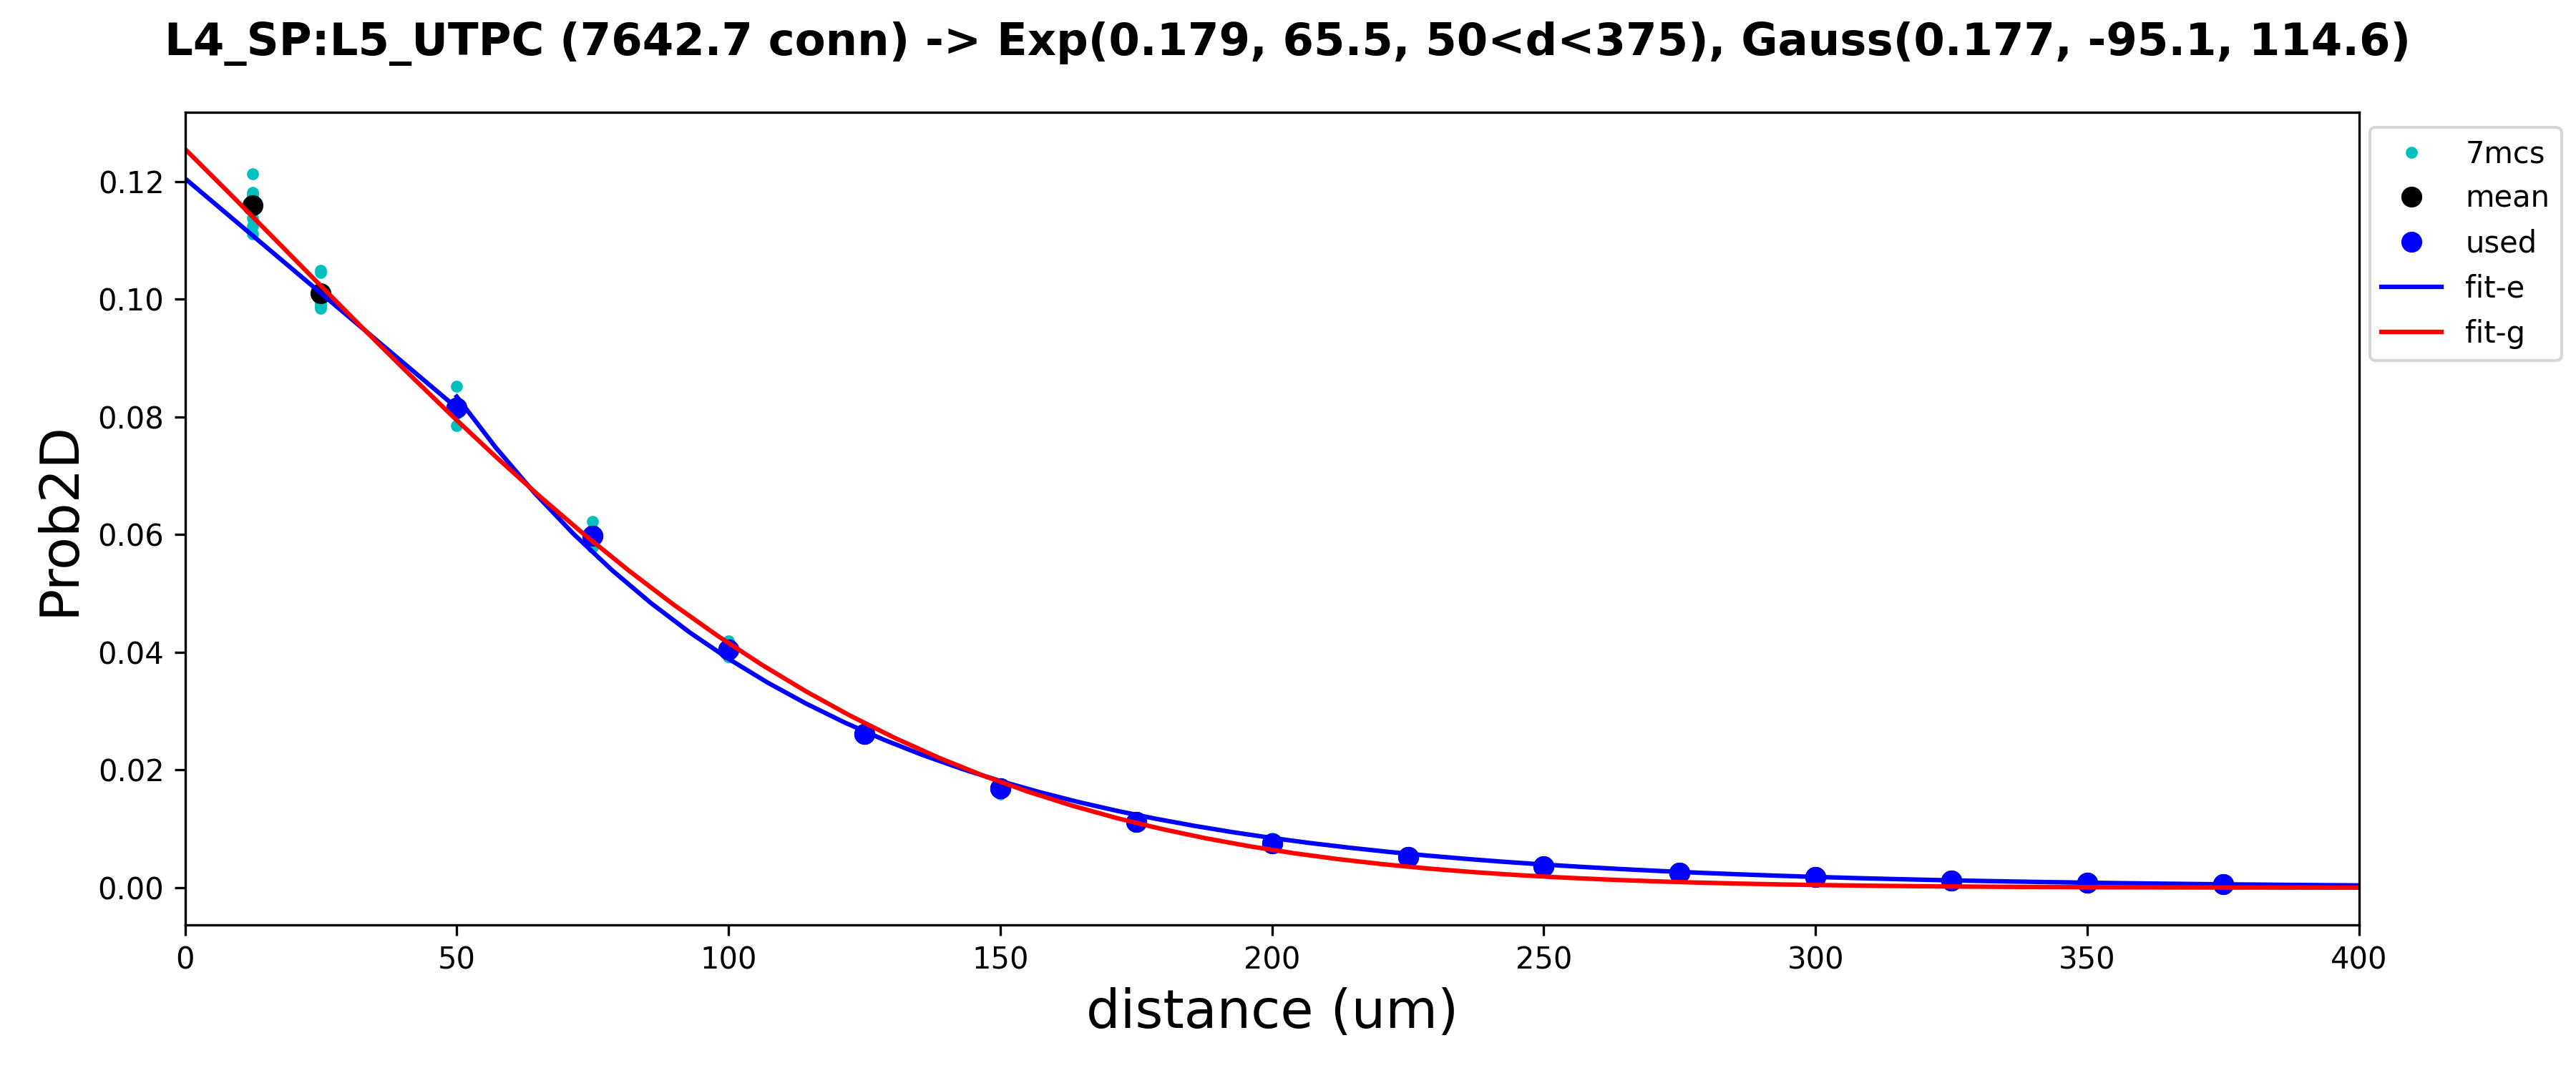 L4_SP:L5_UTPC (7642.7 conn) -> Exp(0.179, 65.5, 50<d<375), Gauss(0.177, -95.1, 114.6)
7mcs
mean
used
fit-e
fit-g
Prob2D
0.12
0.10
0.08
0.06
0.04
0.02
0.00
0 50 100 150 200 250 300 350 400
distance (um)